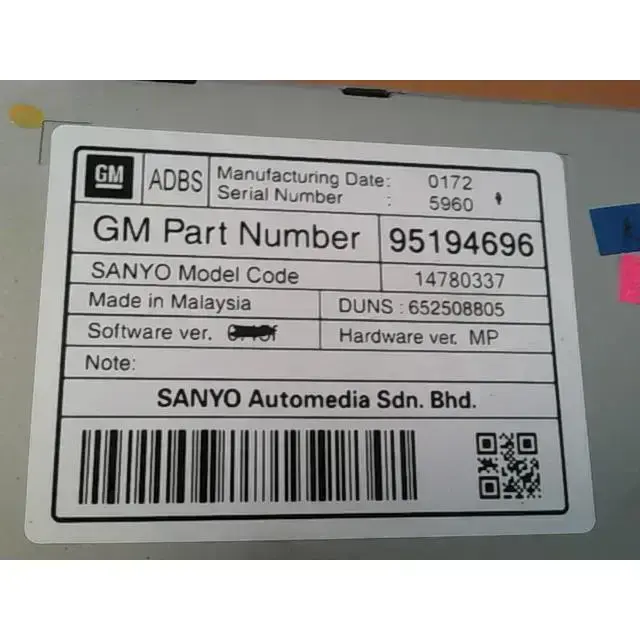 GM
ADBS
Manufacturing Date: 0172
Serial Number : 5960
GM Part Number 95194696
SANYO Model Code 14780337
Made in Malaysia DUNS : 652508805
Software ver. Hardware ver. MP
Note:
SANYO Automedia Sdn. Bhd.